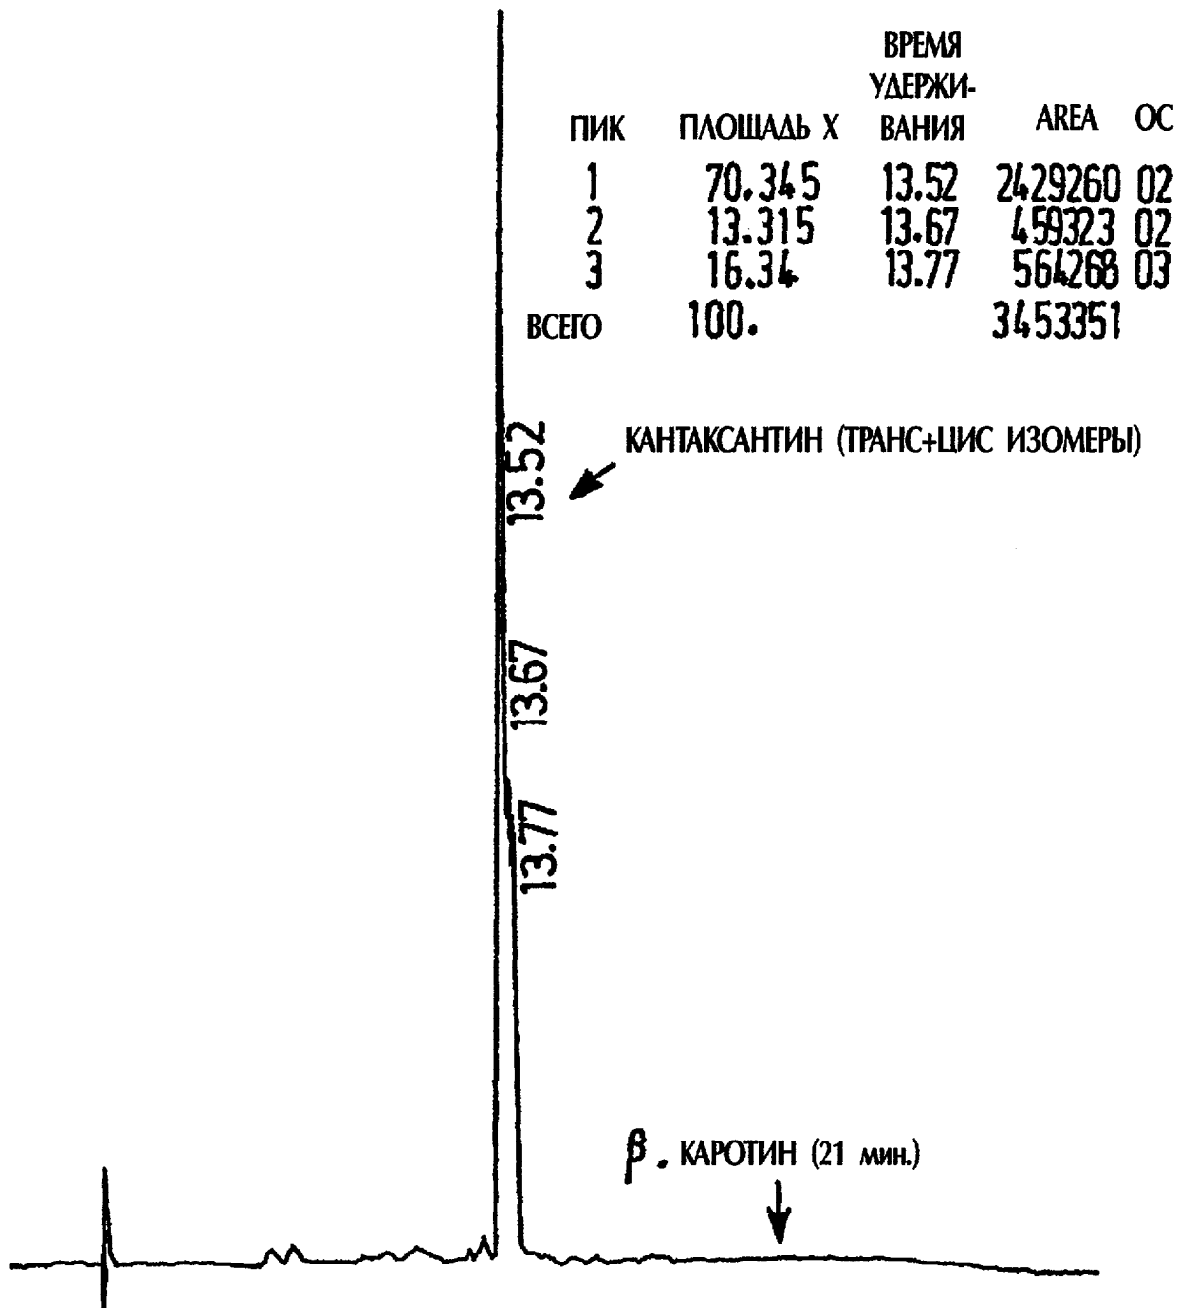 ВРЕМЯ
УДЕРЖИ-
ПИК ПЛОЩАДЬ X ВАНИЯ AREA OC
1 70.345 13.52 2429260 02
2 13.315 13.67 459323 02
3 16.34 13.77 564268 03
ВСЕГО 100. 3453351
КАНТАКСАНТИН (ТРАНС+ЦИС ИЗОМЕРЫ)
13.52
13.67
13.77
β. КАРОТИН (21 мин.)